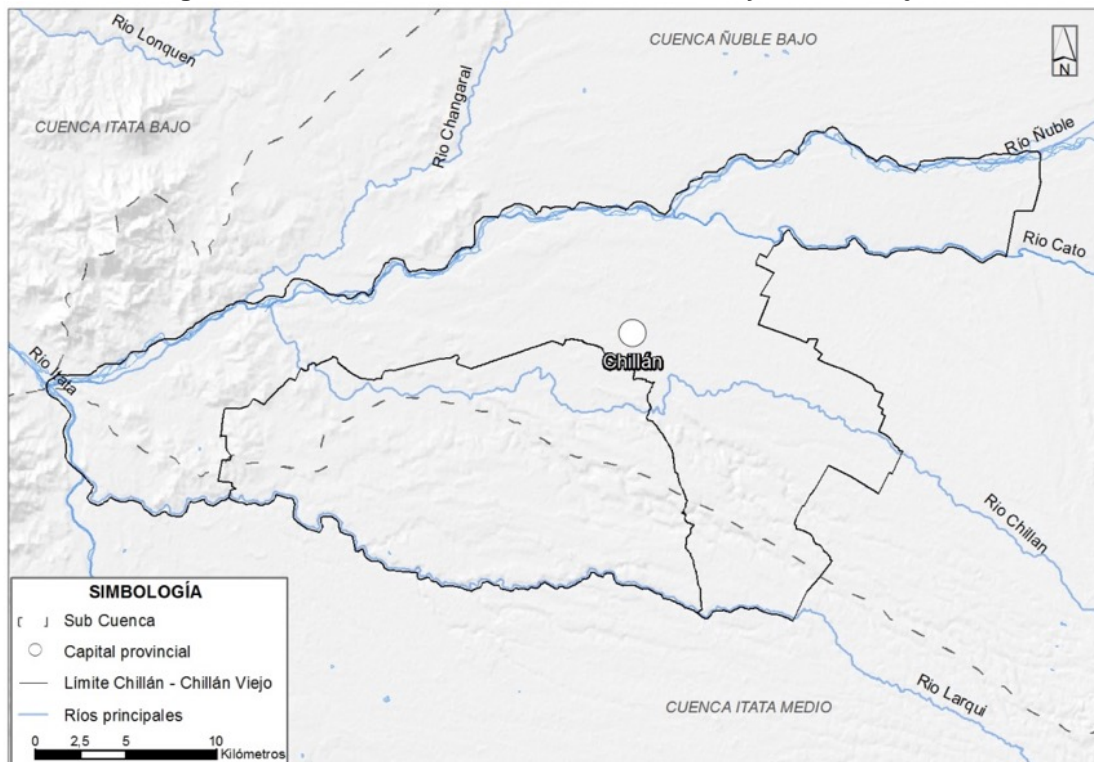 Río Lonquen
CUENCA ÑUBLE BAJO
N
CUENCA ITATA BAJO
Río Changaral
Río Ñuble
Río Cato
Río Itata
Chillán
Río Chillan
SIMBOLOGÍA
Sub Cuenca
Capital provincial
Límite Chillán - Chillán Viejo
Ríos principales
0 2,5 5 10
Kilómetros
CUENCA ITATA MEDIO
Río Larqui